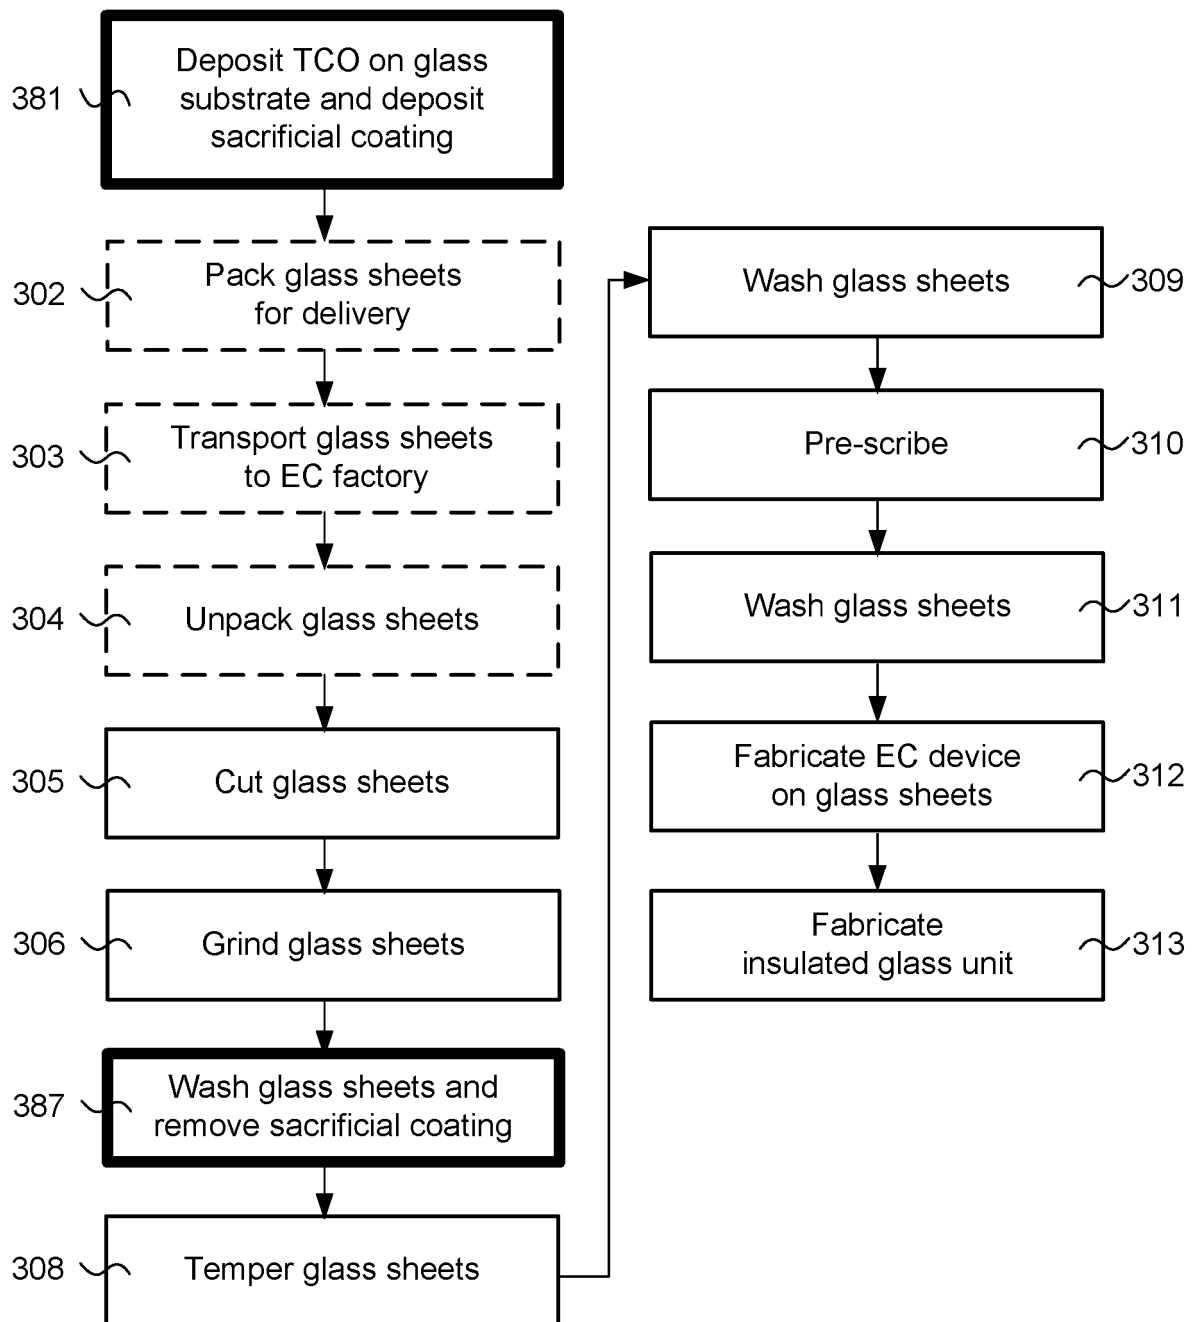 381
Deposit TCO on glass
substrate and deposit
sacrificial coating
302
Pack glass sheets
for delivery
303
Transport glass sheets
to EC factory
304
Unpack glass sheets
305
Cut glass sheets
306
Grind glass sheets
387
Wash glass sheets and
remove sacrificial coating
308
Temper glass sheets
Wash glass sheets
309
Pre-scribe
310
Wash glass sheets
311
Fabricate EC device
on glass sheets
312
Fabricate
insulated glass unit
313